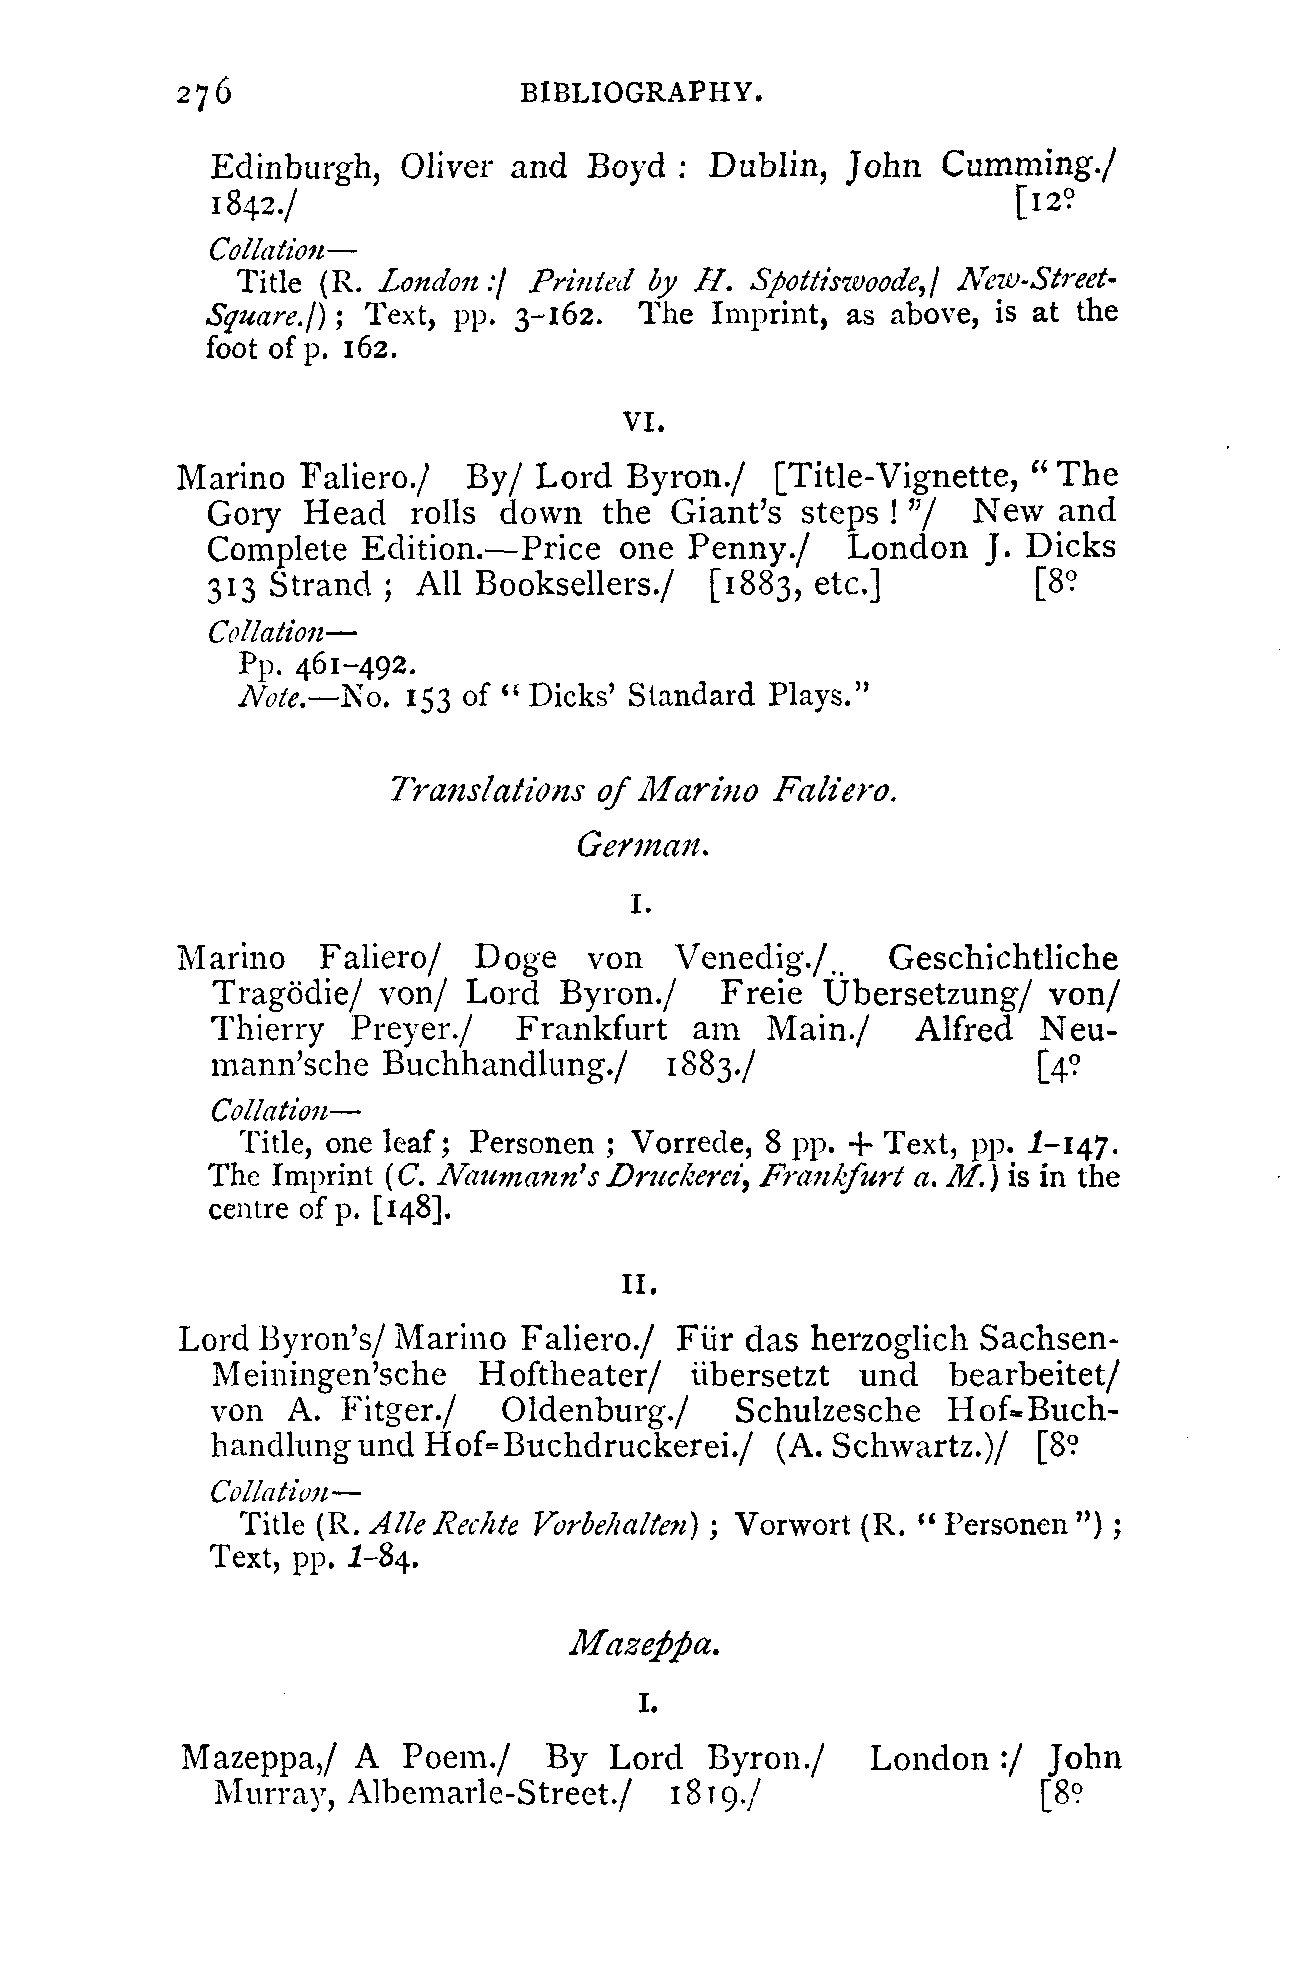 276 BIBLIOGRAPHY.
Edinburgh, Oliver and Boyd : Dublin, John Cumming./
1842./ [12º
Collation—
Title (R. London :/ Printed by H. Spottiswoode,/ New-Street-
Square./) ; Text, pp. 3–162. The Imprint, as above, is at the
foot of p. 162.
VI.
Marino Faliero./ By/ Lord Byron./ [Title-Vignette, “ The
Gory Head rolls down the Giant’s steps ! ”/ New and
Complete Edition.—Price one Penny./ London J. Dicks
313 Strand ; All Booksellers./ [1883, etc.] [8º
Collation—
Pp. 461–492.
Note.—No. 153 of “ Dicks’ Standard Plays.”
Translations of Marino Faliero.
German.
I.
Marino Faliero/ Doge von Venedig./ Geschichtliche
Tragödie/ von/ Lord Byron./ Freie Übersetzung/ von/
Thierry Preyer./ Frankfurt am Main./ Alfred Neu-
mann’sche Buchhandlung./ 1883./ [4º
Collation—
Title, one leaf ; Personen ; Vorrede, 8 pp. + Text, pp. 1–147.
The Imprint (C. Naumann’s Druckerei, Frankfurt a. M.) is in the
centre of p. [148].
II.
Lord Byron’s/ Marino Faliero./ Für das herzoglich Sachsen-
Meiningen’sche Hoftheater/ übersetzt und bearbeitet/
von A. Fitger./ Oldenburg./ Schulzesche Hof=Buch-
handlung und Hof=Buchdruckerei./ (A. Schwartz.)/ [8º
Collation—
Title (R. Alle Rechte Vorbehalten) ; Vorwort (R. “ Personen ”) ;
Text, pp. 1–84.
Mazeppa.
I.
Mazeppa,/ A Poem./ By Lord Byron./ London :/ John
Murray, Albemarle-Street./ 1819./ [8º